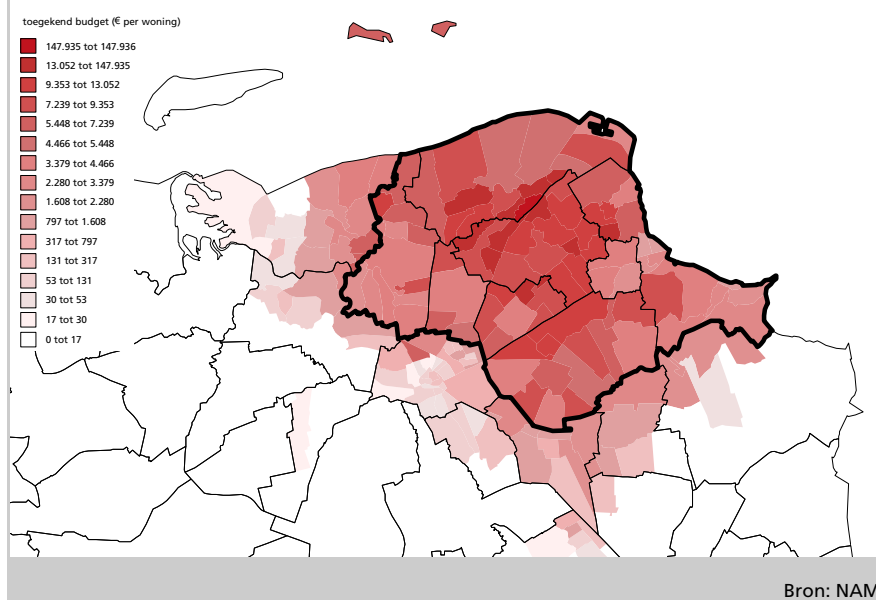 toegekend budget (€ per woning)
147.935 tot 147.936
13.052 tot 147.935
9.353 tot 13.052
7.239 tot 9.353
5.448 tot 7.239
4.466 tot 5.448
3.379 tot 4.466
2.280 tot 3.379
1.608 tot 2.280
797 tot 1.608
317 tot 797
131 tot 317
53 tot 131
30 tot 53
17 tot 30
0 tot 17
Bron: NAM